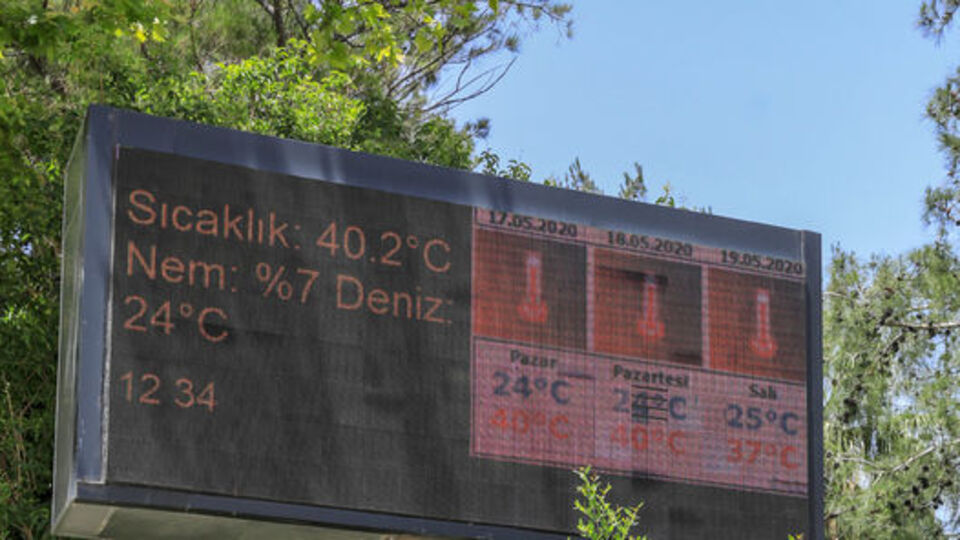 Sıcaklık: 40.2°C
Nem: %7 Deniz:
24°C
12 34
17.05.2020 18.05.2020 19.05.2020
Pazar Pazartesi Salı
24°C 25°C
40°C 40°C 37°C